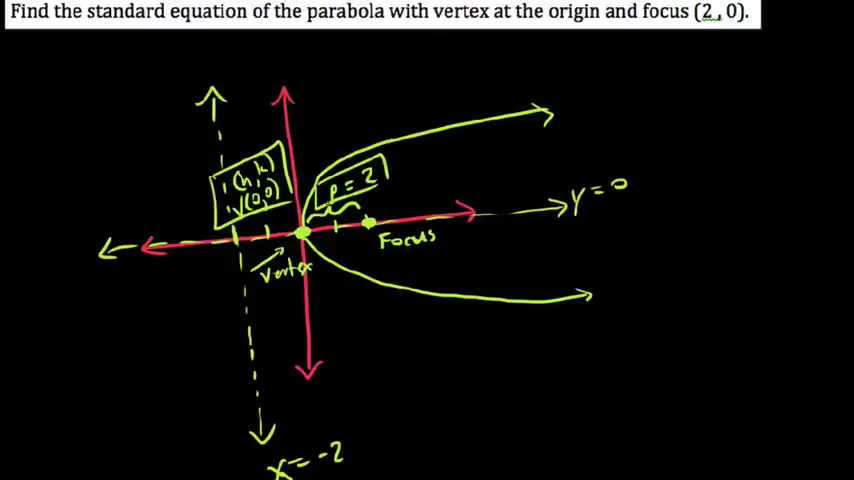 Find the standard equation of the parabola with vertex at the origin and focus (2 , 0).
(h, k)
V(0,0)
p = 2
y = 0
Focus
Vertex
x = -2